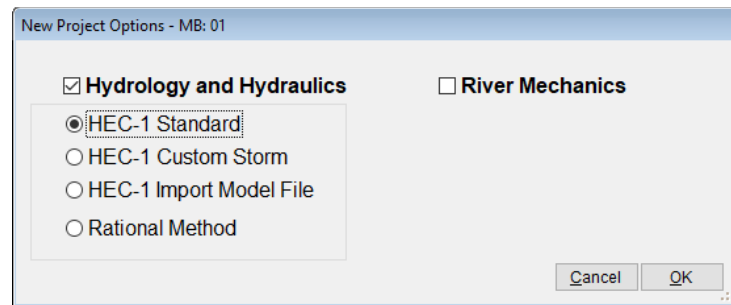 New Project Options - MB: 01
Hydrology and Hydraulics
River Mechanics
HEC-1 Standard
HEC-1 Custom Storm
HEC-1 Import Model File
Rational Method
Cancel
OK